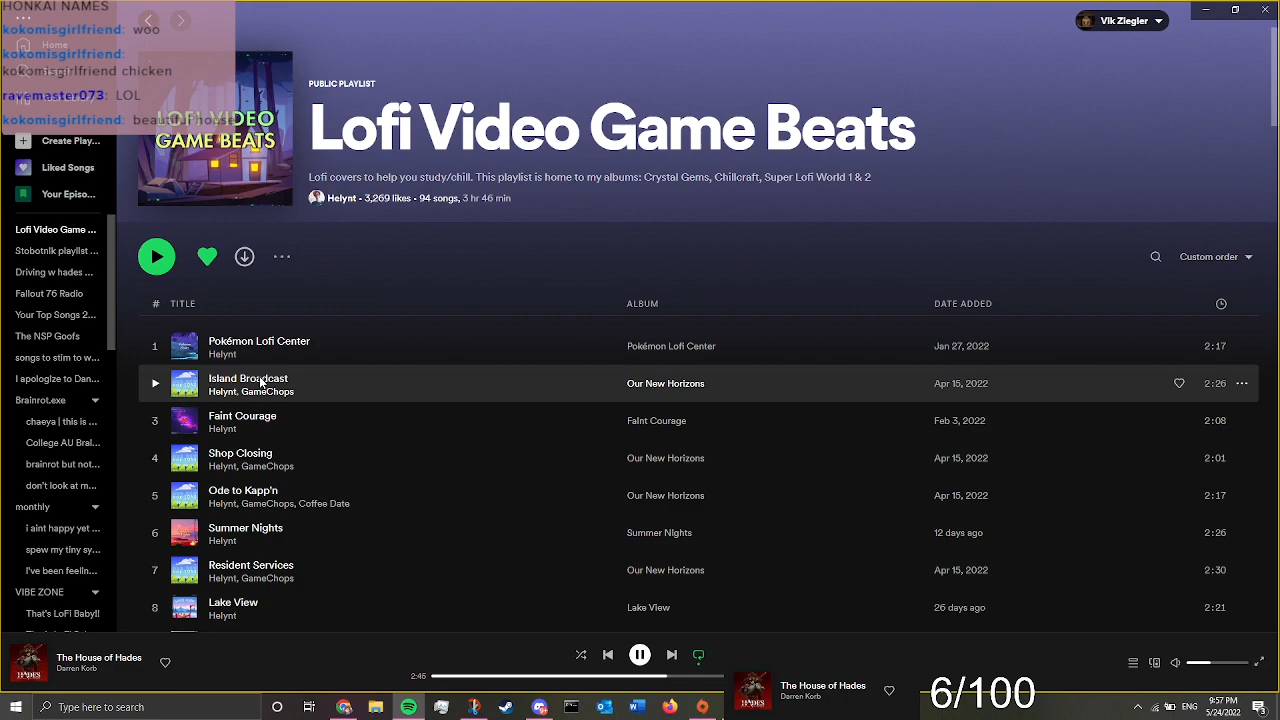 HONKAI NAMES
kokomisgirlfriend: woo
kokomisgirlfriend:
kokomisgirlfriend chicken
ravemaster073: LOL
kokomisgirlfriend: beautiful house
Home
Create Play...
Liked Songs
Your Episo...
Lofi Video Game ...
Stobotnik playlist ...
Driving w hades ...
Fallout 76 Radio
Your Top Songs 2...
The NSP Goofs
songs to stim to w...
I apologize to Dan...
Brainrot.exe
chaeya | this is ...
College AU Brai...
brainrot but not...
don't look at m...
monthly
i aint happy yet ...
spew my tiny sy...
I've been feelin...
VIBE ZONE
That's LoFi Baby!!
Vik Ziegler
LOFI VIDEO
GAME BEATS
PUBLIC PLAYLIST
Lofi Video Game Beats
Lofi covers to help you study/chill. This playlist is home to my albums: Crystal Gems, Chillcraft, Super Lofi World 1 & 2
Helynt • 3,269 likes • 94 songs, 3 hr 46 min
Custom order
# TITLE ALBUM DATE ADDED
1 Pokémon Lofi Center Pokémon Lofi Center Jan 27, 2022 2:17
Helynt
Island Broadcast Our New Horizons Apr 15, 2022 2:26
Helynt, GameChops
3 Faint Courage Faint Courage Feb 3, 2022 2:08
Helynt
4 Shop Closing Our New Horizons Apr 15, 2022 2:01
Helynt, GameChops
5 Ode to Kapp'n Our New Horizons Apr 15, 2022 2:17
Helynt, GameChops, Coffee Date
6 Summer Nights Summer Nights 12 days ago 2:26
Helynt
7 Resident Services Our New Horizons Apr 15, 2022 2:30
Helynt, GameChops
8 Lake View Lake View 26 days ago 2:21
Helynt
HADES
The House of Hades
Darren Korb
2:45
HADES
The House of Hades
Darren Korb
6/100
Type here to search
ENG
9:57 PM
5/24/2022